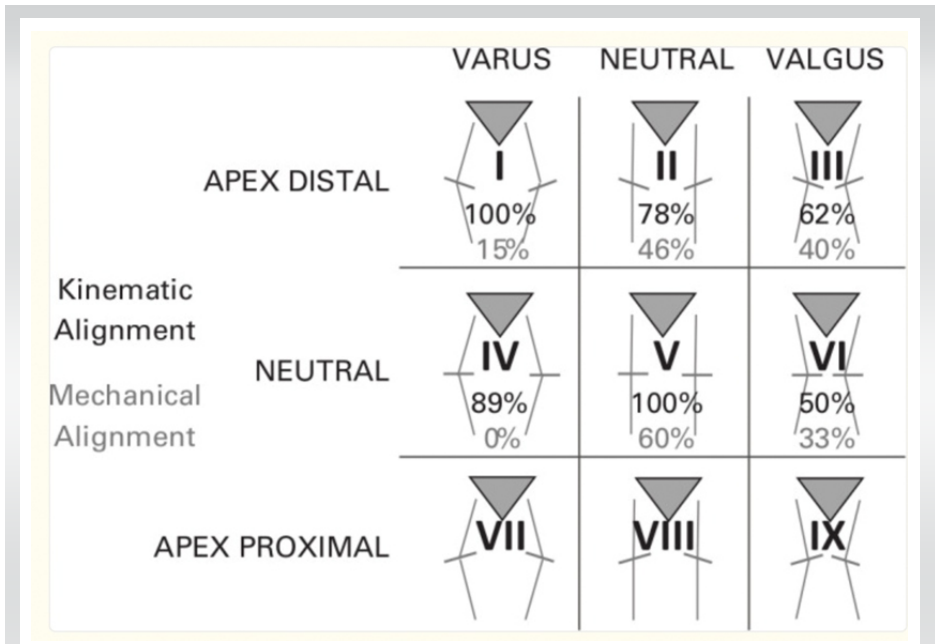 VARUS NEUTRAL VALGUS
APEX DISTAL
I II III
100% 78% 62%
15% 46% 40%
Kinematic
Alignment
NEUTRAL
IV V VI
Mechanical
Alignment
89% 100% 50%
0% 60% 33%
APEX PROXIMAL
VII VIII IX